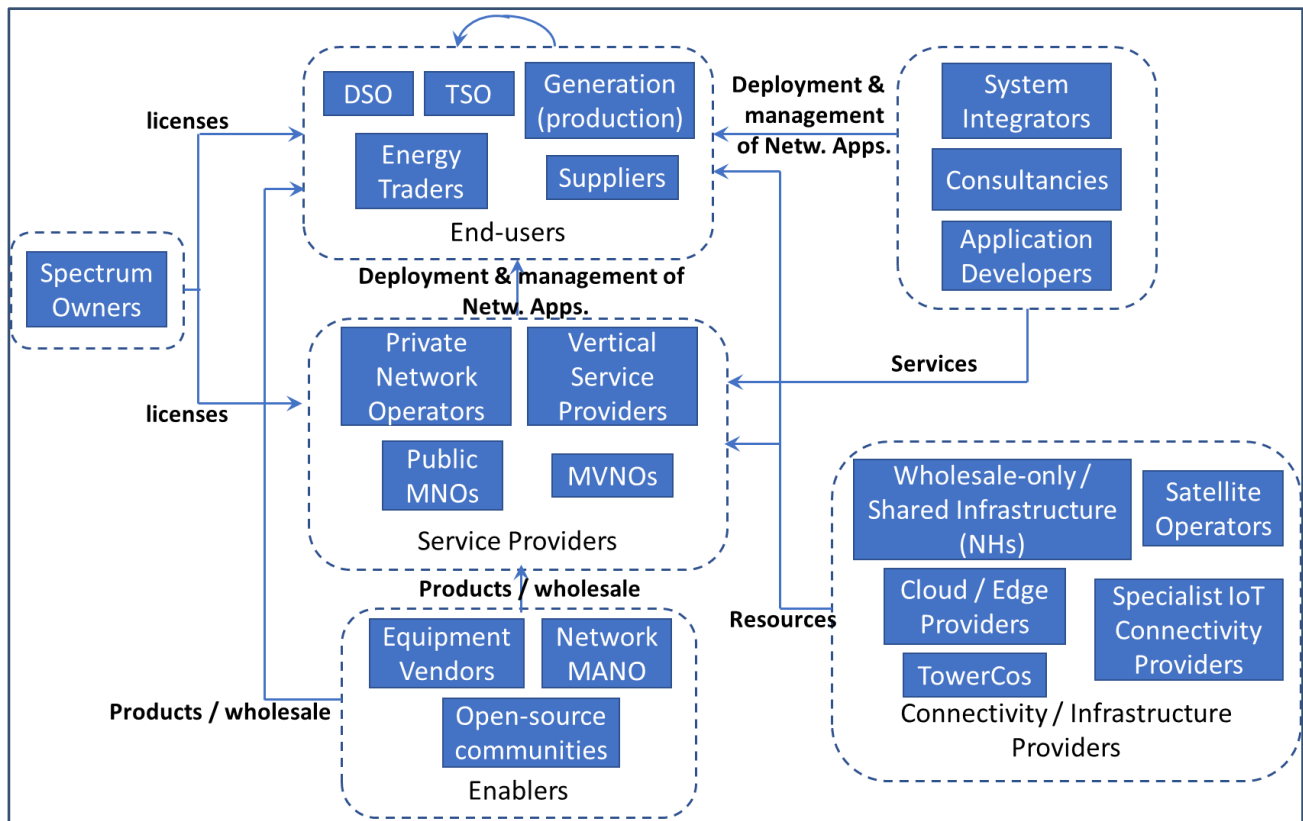 DSO
TSO
Generation
(production)
Energy
Traders
Suppliers
End-users
licenses
Deployment &
management
of Netw. Apps.
System
Integrators
Consultancies
Application
Developers
Spectrum
Owners
Deployment & management of
Netw. Apps.
licenses
Private
Network
Operators
Vertical
Service
Providers
Public
MNOs
MVNOs
Service Providers
Services
Wholesale-only /
Shared Infrastructure
(NHs)
Satellite
Operators
Cloud / Edge
Providers
Specialist IoT
Connectivity
Providers
TowerCos
Connectivity / Infrastructure
Providers
Resources
Products / wholesale
Equipment
Vendors
Network
MANO
Open-source
communities
Enablers
Products / wholesale